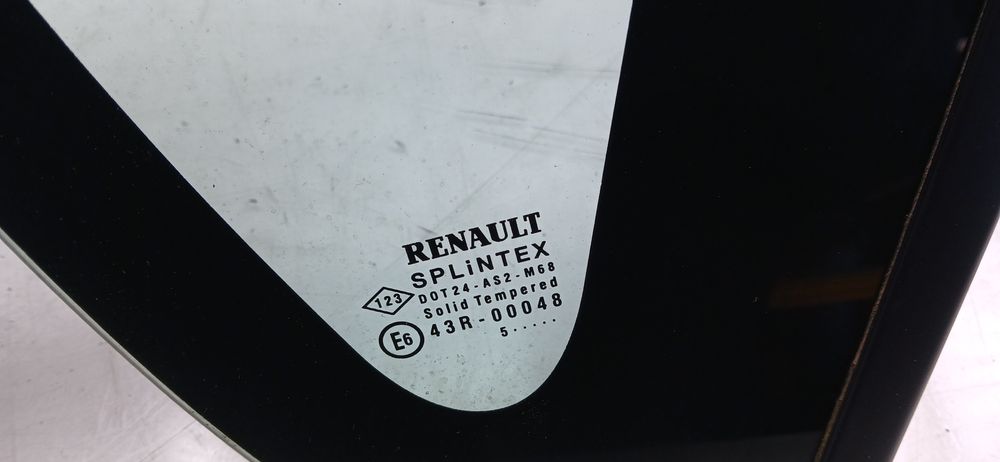 RENAULT
SPLiNTEX
123
DOT24-AS2-M68
Solid Tempered
E6 43R-00048
5.....